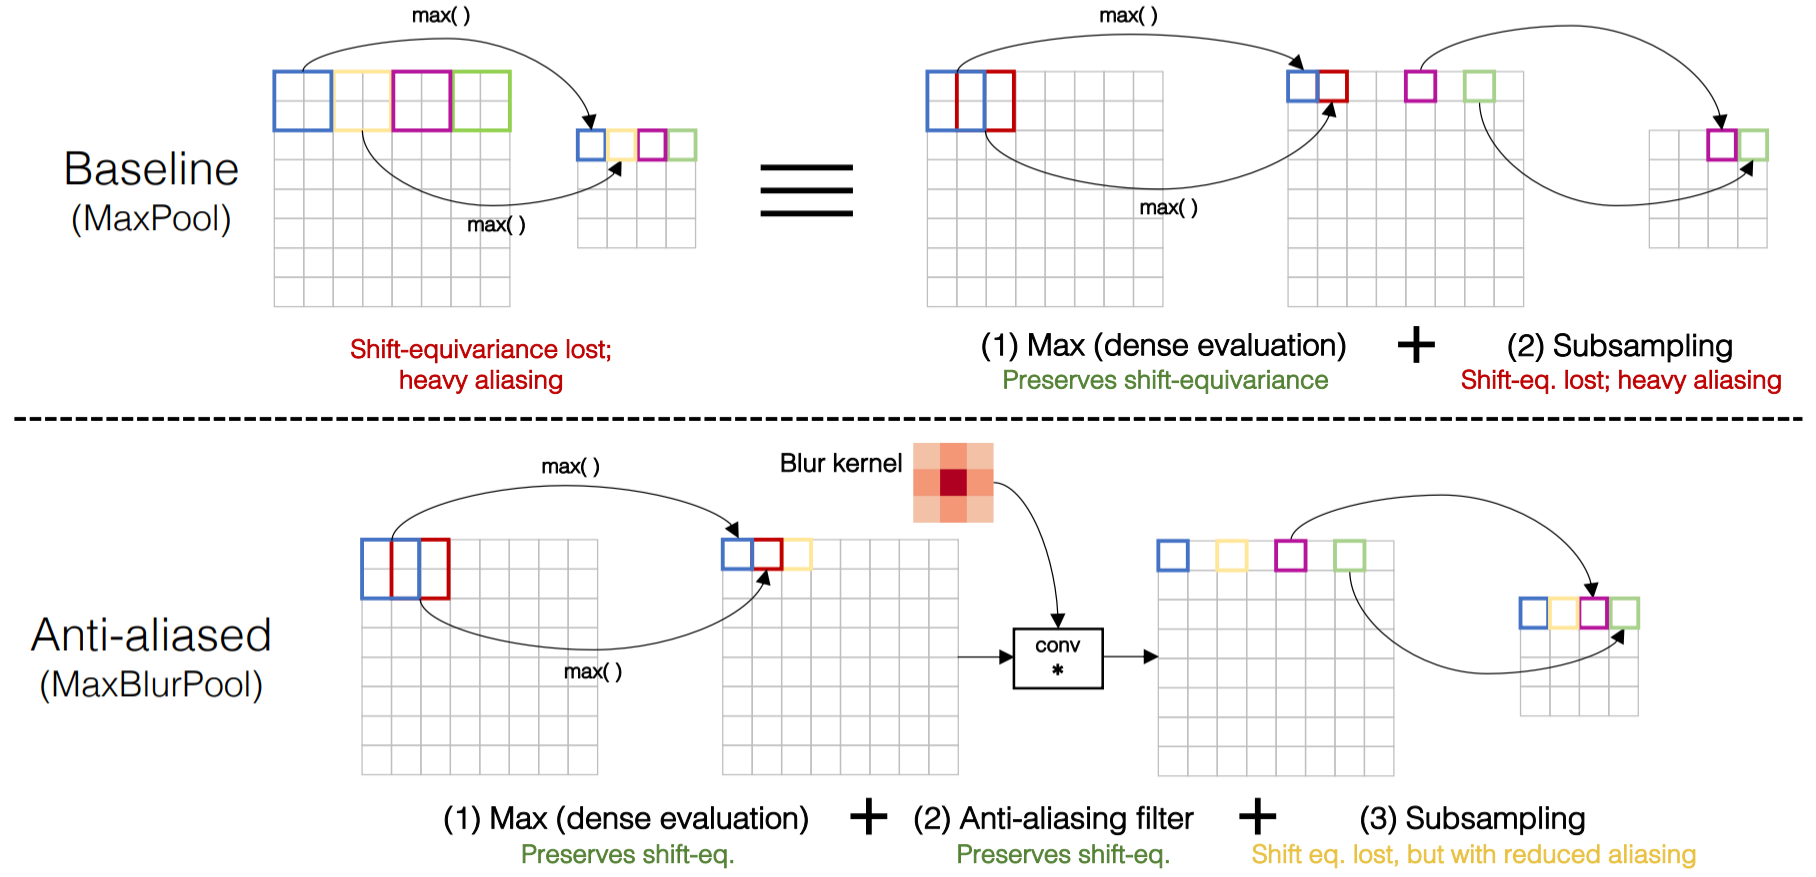 max( )
max( )
Baseline
(MaxPool)
max( )
max( )
Shift-equivariance lost;
heavy aliasing
(1) Max (dense evaluation) + (2) Subsampling
Preserves shift-equivariance
Shift-eq. lost; heavy aliasing
max( )
Blur kernel
conv
*
Anti-aliased
(MaxBlurPool)
max( )
(1) Max (dense evaluation) + (2) Anti-aliasing filter + (3) Subsampling
Preserves shift-eq.
Preserves shift-eq.
Shift eq. lost, but with reduced aliasing